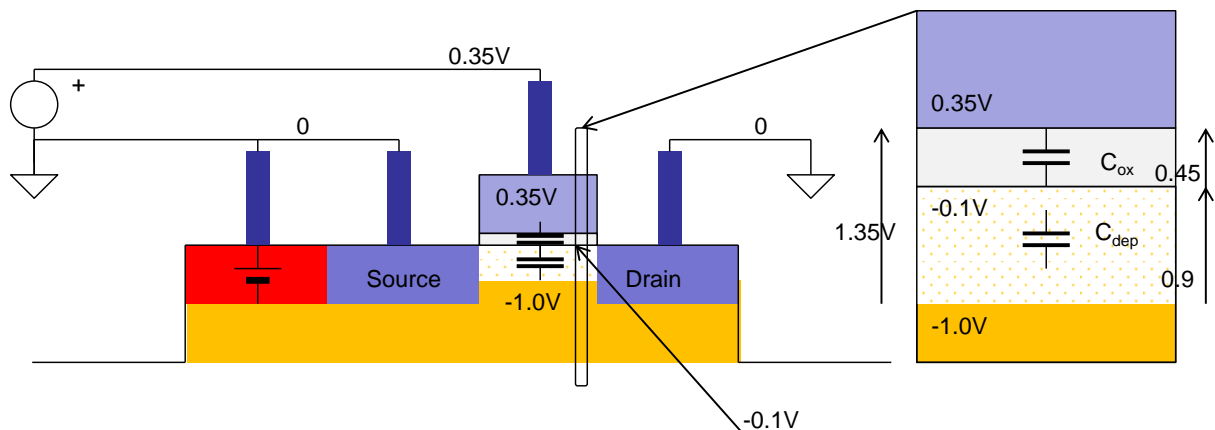 0.35V
+
0
0
0.35V
Source
Drain
-1.0V
-0.1V
0.35V
Cox
0.45
-0.1V
1.35V
Cdep
0.9
-1.0V